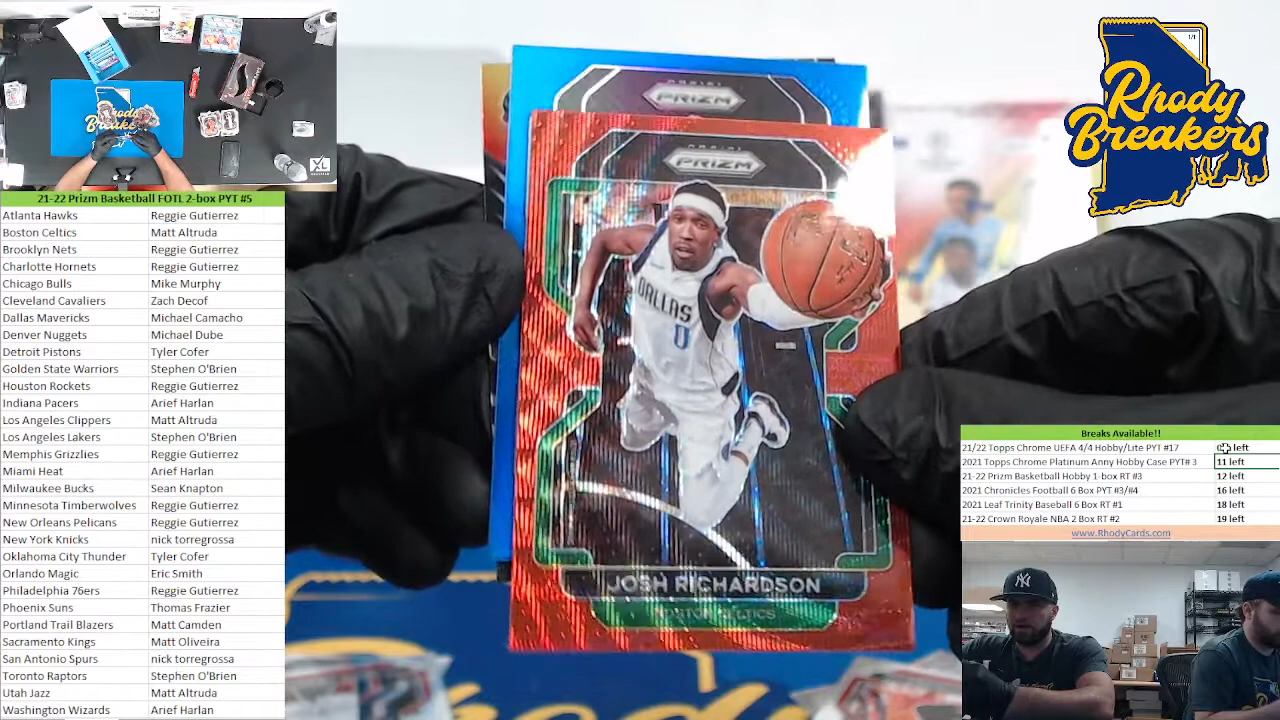 21-22 Prizm Basketball FOTL 2-box PYT #5
Atlanta Hawks Reggie Gutierrez
Boston Celtics Matt Altruda
Brooklyn Nets Reggie Gutierrez
Charlotte Hornets Reggie Gutierrez
Chicago Bulls Mike Murphy
Cleveland Cavaliers Zach Decof
Dallas Mavericks Michael Camacho
Denver Nuggets Michael Dube
Detroit Pistons Tyler Cofer
Golden State Warriors Stephen O'Brien
Houston Rockets Reggie Gutierrez
Indiana Pacers Arief Harlan
Los Angeles Clippers Matt Altruda
Los Angeles Lakers Stephen O'Brien
Memphis Grizzlies Reggie Gutierrez
Miami Heat Arief Harlan
Milwaukee Bucks Sean Knapton
Minnesota Timberwolves Reggie Gutierrez
New Orleans Pelicans Reggie Gutierrez
New York Knicks nick torregrossa
Oklahoma City Thunder Tyler Cofer
Orlando Magic Eric Smith
Philadelphia 76ers Reggie Gutierrez
Phoenix Suns Thomas Frazier
Portland Trail Blazers Matt Camden
Sacramento Kings Matt Oliveira
San Antonio Spurs nick torregrossa
Toronto Raptors Stephen O'Brien
Utah Jazz Matt Altruda
Washington Wizards Arief Harlan
PANINI
PRIZM
PANINI
PRIZM
DALLAS
0
JOSH RICHARDSON
BOSTON CELTICS
1/1
Rhody
Breakers
Breaks Available!!
21/22 Topps Chrome UEFA 4/4 Hobby/Lite PYT #17 left
2021 Topps Chrome Platinum Anny Hobby Case PYT# 3 11 left
21-22 Prizm Basketball Hobby 1-box RT #3 12 left
2021 Chronicles Football 6 Box PYT #3/#4 16 left
2021 Leaf Trinity Baseball 6 Box RT #1 18 left
21-22 Crown Royale NBA 2 Box RT #2 19 left
www.RhodyCards.com